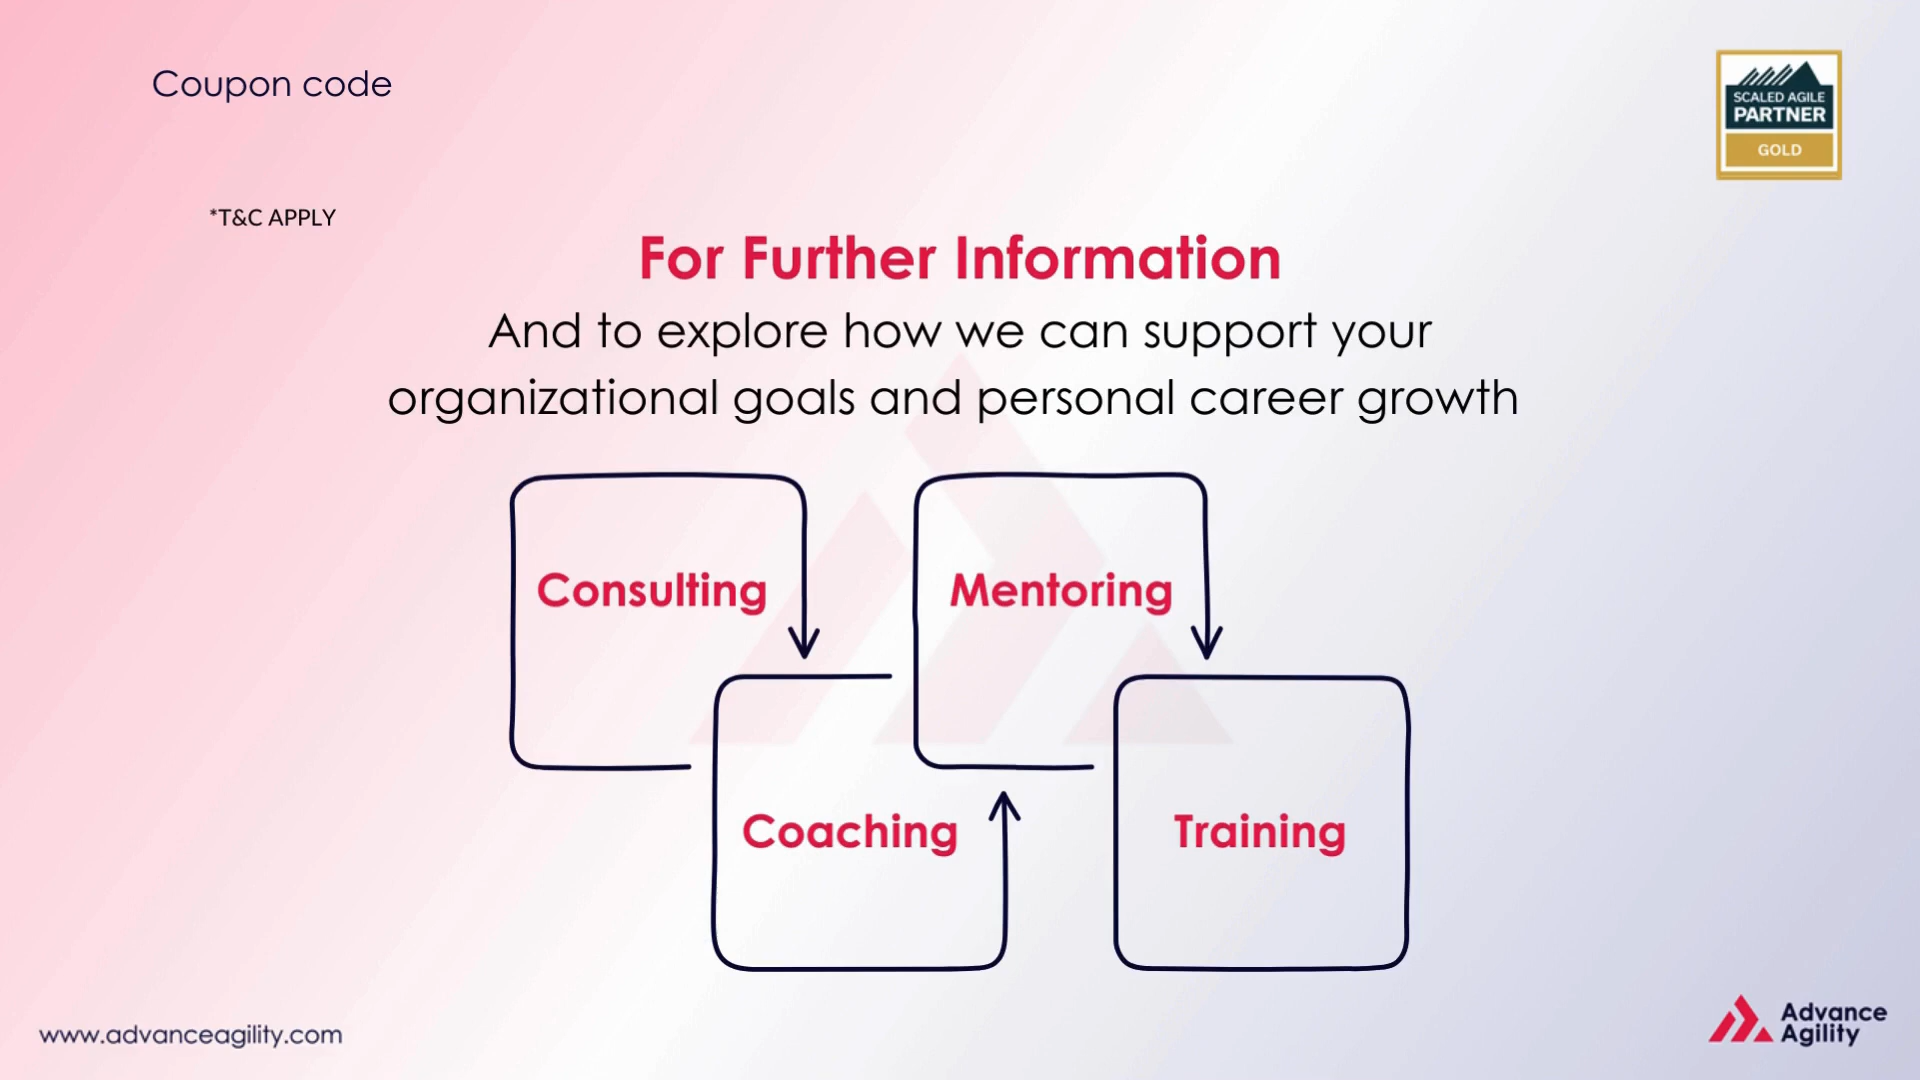 Coupon code
SCALED AGILE
PARTNER
GOLD
*T&C APPLY
For Further Information
And to explore how we can support your
organizational goals and personal career growth
Consulting
Mentoring
Coaching
Training
www.advanceagility.com
Advance
Agility